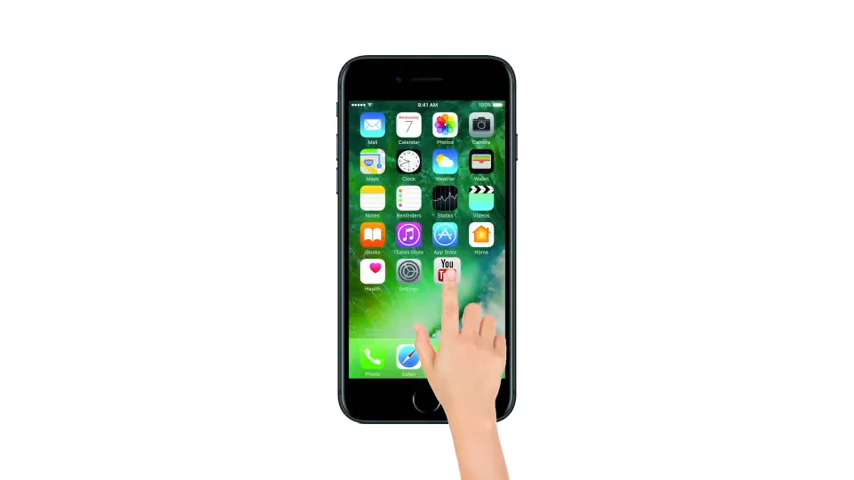 9:41 AM 100%
Wednesday
7
Mail Calendar Photos Camera
Maps Clock Weather Wallet
Notes Reminders Stocks Videos
iBooks iTunes Store App Store Home
You
Health Settings
Phone Safari